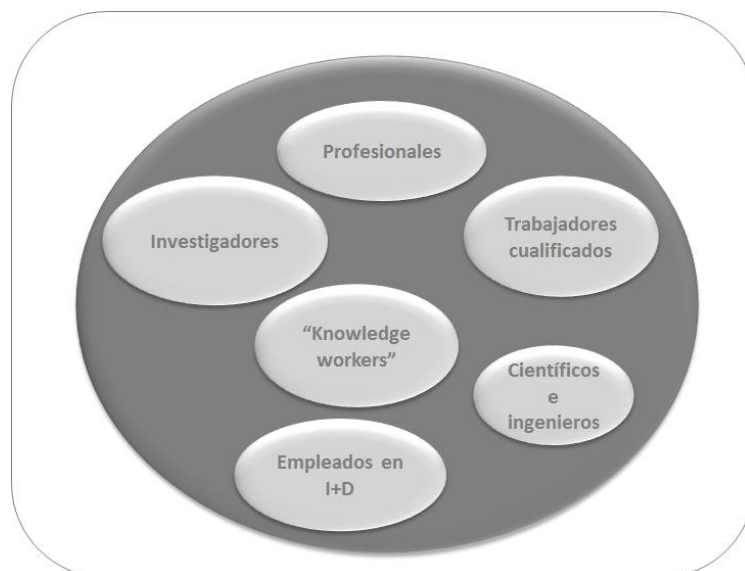 Profesionales
Investigadores
Trabajadores
cualificados
“Knowledge
workers”
Científicos
e
ingenieros
Empleados en
I+D